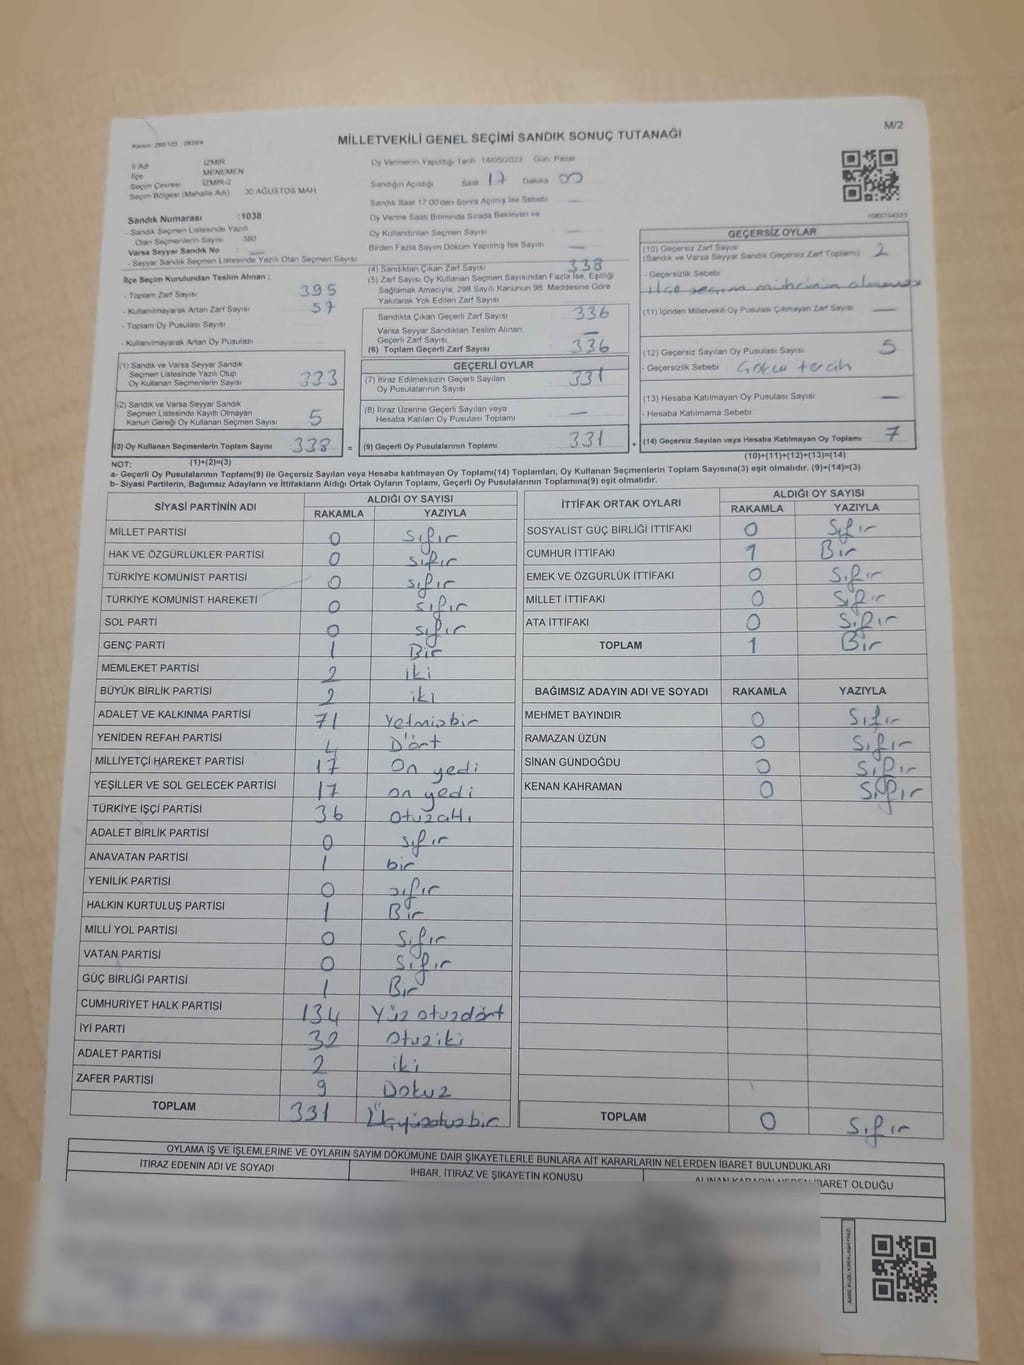 M/2
MİLLETVEKİLİ GENEL SEÇİMİ SANDIK SONUÇ TUTANAĞI
İl Adı İZMİR
İlçe MENEMEN
Seçim Çevresi İZMİR-2
Seçim Bölgesi (Mahalle Adı) 30 AĞUSTOS MAH.
Sandık Numarası :1038
- Sandık Seçmen Listesinde Yazılı
Olan Seçmenlerin Sayısı 380
Varsa Seyyar Sandık No
- Seyyar Sandık Seçmen Listesinde Yazılı Olan Seçmen Sayısı
Oy Vermenin Yapıldığı Tarih 14/05/2023 Gün Pazar
Sandığın Açıldığı Saat 17 Dakika 00
Sandık Saat 17.00'den Sonra Açılmış İse Sebebi
Oy Verme Saati Bitiminde Sırada Bekleyen ve
Oy Kullandırılan Seçmen Sayısı
Birden Fazla Sayım Döküm Yapılmış İse Sayısı
İlçe Seçim Kurulundan Teslim Alınan :
- Toplam Zarf Sayısı 395
- Kullanılmayarak Artan Zarf Sayısı 57
- Toplam Oy Pusulası Sayısı
- Kullanılmayarak Artan Oy Pusulası
(1) Sandık ve Varsa Seyyar Sandık
Seçmen Listesinde Yazılı Olup
Oy Kullanan Seçmenlerin Sayısı 333
(2) Sandık ve Varsa Seyyar Sandık
Seçmen Listesinde Kayıtlı Olmayan
Kanun Gereği Oy Kullanan Seçmen Sayısı 5
(3) Oy Kullanan Seçmenlerin Toplam Sayısı 338 =
(4) Sandıktan Çıkan Zarf Sayısı 338
(5) Zarf Sayısı Oy Kullanan Seçmen Sayısından Fazla İse, Eşitliği
Sağlamak Amacıyla, 298 Sayılı Kanunun 98. Maddesine Göre
Yakılarak Yok Edilen Zarf Sayısı
Sandıkta Çıkan Geçerli Zarf Sayısı 336
Varsa Seyyar Sandıktan Teslim Alınan
Geçerli Zarf Sayısı —
(6) Toplam Geçerli Zarf Sayısı 336
GEÇERLİ OYLAR
(7) İtiraz Edilmeksizin Geçerli Sayılan
Oy Pusulalarının Sayısı 331
(8) İtiraz Üzerine Geçerli Sayılan veya
Hesaba Katılan Oy Pusulası Toplamı —
(9) Geçerli Oy Pusulalarının Toplamı 331 +
GEÇERSİZ OYLAR
(10) Geçersiz Zarf Sayısı
(Sandık ve Varsa Seyyar Sandık Geçersiz Zarf Toplamı) 2
- Geçersizlik Sebebi
ilçe seçim mührünün olmaması
(11) İçinden Milletvekili Oy Pusulası Çıkmayan Zarf Sayısı —
(12) Geçersiz Sayılan Oy Pusulası Sayısı 5
- Geçersizlik Sebebi Çoklu tercih
(13) Hesaba Katılmayan Oy Pusulası Sayısı —
- Hesaba Katılmama Sebebi
(14) Geçersiz Sayılan veya Hesaba Katılmayan Oy Toplamı 7
NOT: (1)+(2)=(3) (10)+(11)+(12)+(13)=(14)
a- Geçerli Oy Pusulalarının Toplamı(9) ile Geçersiz Sayılan veya Hesaba katılmayan Oy Toplamı(14) Toplamları, Oy Kullanan Seçmenlerin Toplam Sayısına(3) eşit olmalıdır. (9)+(14)=(3)
b- Siyasi Partilerin, Bağımsız Adayların ve İttifakların Aldığı Ortak Oyların Toplamı, Geçerli Oy Pusulalarının Toplamına(9) eşit olmalıdır.
SİYASİ PARTİNİN ADI ALDIĞI OY SAYISI
RAKAMLA YAZIYLA
MİLLET PARTİSİ 0 sıfır
HAK VE ÖZGÜRLÜKLER PARTİSİ 0 sıfır
TÜRKİYE KOMÜNİST PARTİSİ 0 sıfır
TÜRKİYE KOMÜNİST HAREKETİ 0 sıfır
SOL PARTİ 0 sıfır
GENÇ PARTİ 1 Bir
MEMLEKET PARTİSİ 2 iki
BÜYÜK BİRLİK PARTİSİ 2 iki
ADALET VE KALKINMA PARTİSİ 71 Yetmişbir
YENİDEN REFAH PARTİSİ 4 Dört
MİLLİYETÇİ HAREKET PARTİSİ 17 On yedi
YEŞİLLER VE SOL GELECEK PARTİSİ 17 on yedi
TÜRKİYE İŞÇİ PARTİSİ 36 otuzaltı
ADALET BİRLİK PARTİSİ 0 sıfır
ANAVATAN PARTİSİ 1 bir
YENİLİK PARTİSİ 0 sıfır
HALKIN KURTULUŞ PARTİSİ 1 Bir
MİLLİ YOL PARTİSİ 0 Sıfır
VATAN PARTİSİ 0 Sıfır
GÜÇ BİRLİĞİ PARTİSİ 1 Bir
CUMHURİYET HALK PARTİSİ 134 Yüz otuzdört
İYİ PARTİ 32 Otuziki
ADALET PARTİSİ 2 iki
ZAFER PARTİSİ 9 Dokuz
TOPLAM 331 Üçyüzotuzbir
İTTİFAK ORTAK OYLARI ALDIĞI OY SAYISI
RAKAMLA YAZIYLA
SOSYALİST GÜÇ BİRLİĞİ İTTİFAKI 0 Sıfır
CUMHUR İTTİFAKI 1 Bir
EMEK VE ÖZGÜRLÜK İTTİFAKI 0 Sıfır
MİLLET İTTİFAKI 0 Sıfır
ATA İTTİFAKI 0 Sıfır
TOPLAM 1 Bir
BAĞIMSIZ ADAYIN ADI VE SOYADI RAKAMLA YAZIYLA
MEHMET BAYINDIR 0 Sıfır
RAMAZAN ÜZÜN 0 Sıfır
SİNAN GÜNDOĞDU 0 Sıfır
KENAN KAHRAMAN 0 Sıfır
TOPLAM 0 Sıfır
OYLAMA İŞ VE İŞLEMLERİNE VE OYLARIN SAYIM DÖKÜMÜNE DAİR ŞİKAYETLERLE BUNLARA AİT KARARLARIN NELERDEN İBARET BULUNDUKLARI
İTİRAZ EDENİN ADI VE SOYADI İHBAR, İTİRAZ VE ŞİKAYETİN KONUSU ALINAN KARARIN NEDEN İBARET OLDUĞU